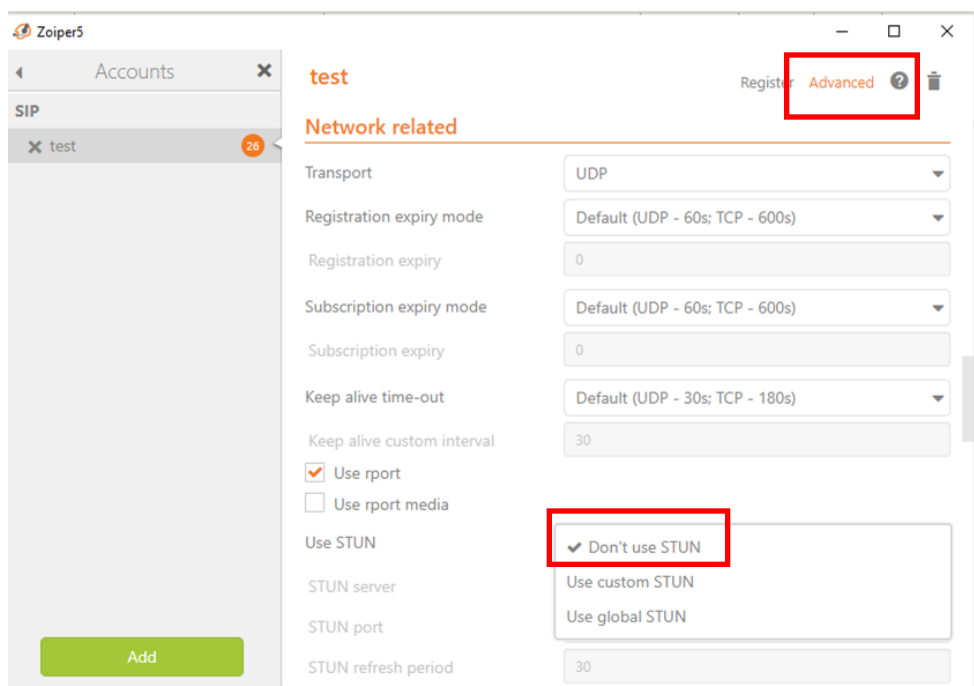 Zoiper5
Accounts
test
Register Advanced ?
SIP
test 26
Network related
Transport UDP
Registration expiry mode Default (UDP - 60s; TCP - 600s)
Registration expiry 0
Subscription expiry mode Default (UDP - 60s; TCP - 600s)
Subscription expiry 0
Keep alive time-out Default (UDP - 30s; TCP - 180s)
Keep alive custom interval 30
Use rport
Use rport media
Use STUN Don't use STUN
Use custom STUN
STUN server
Use global STUN
STUN port
STUN refresh period 30
Add